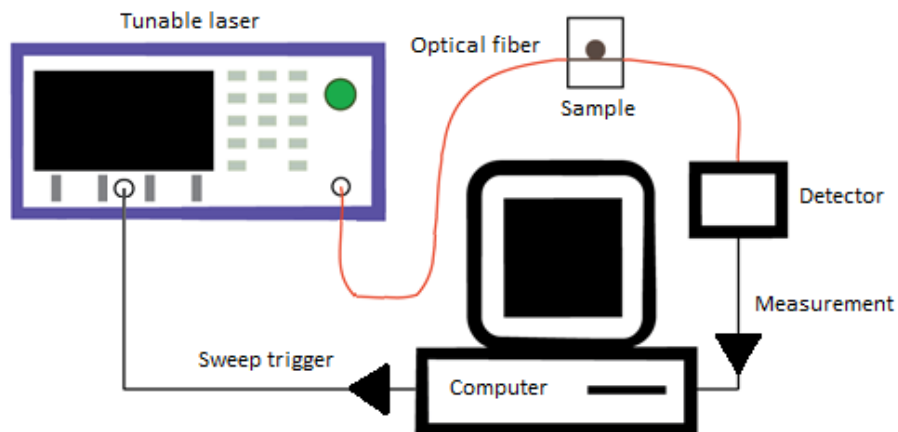 Tunable laser
Optical fiber
Sample
Detector
Measurement
Sweep trigger
Computer